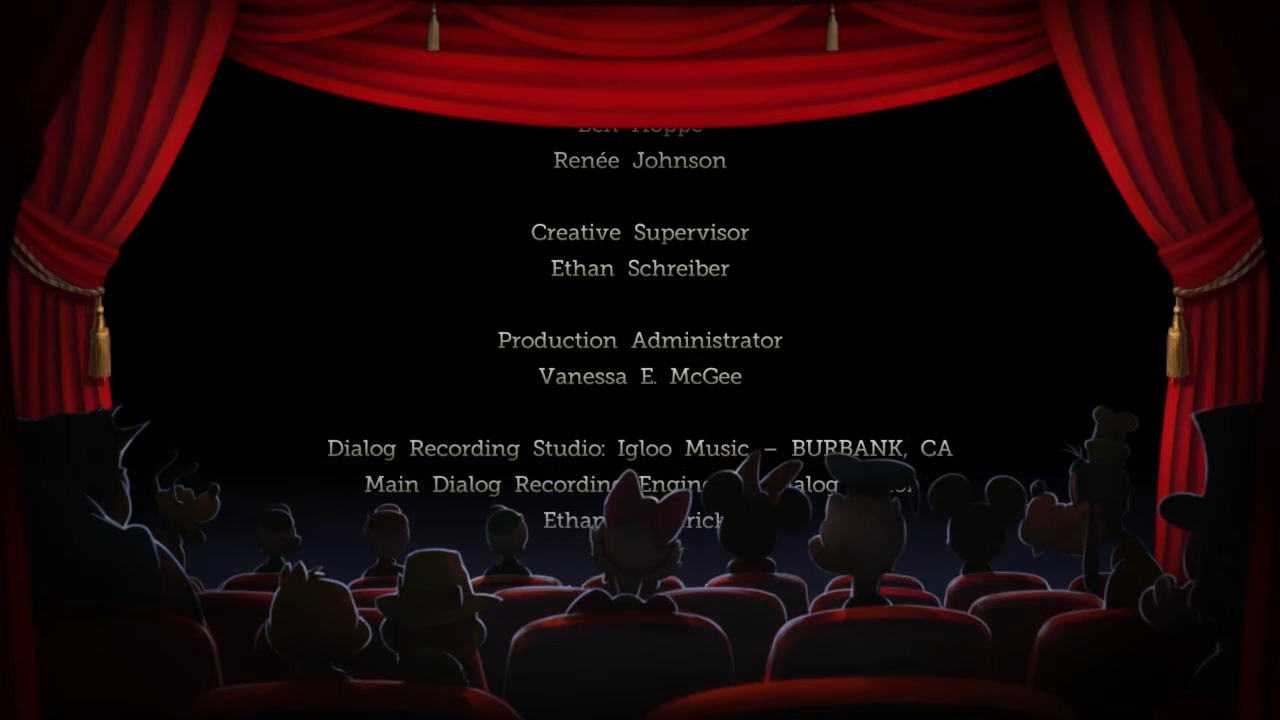 Renée Johnson
Creative Supervisor
Ethan Schreiber
Production Administrator
Vanessa E. McGee
Dialog Recording Studio: Igloo Music – BURBANK, CA
Main Dialog Recording
Ethan